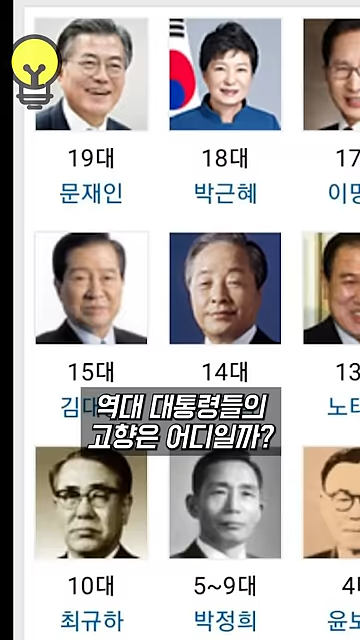 19대 18대 17
문재인 박근혜 이명
15대 14대 13
김대 노태
역대 대통령들의
고향은 어디일까?
10대 5~9대 4대
최규하 박정희 윤보